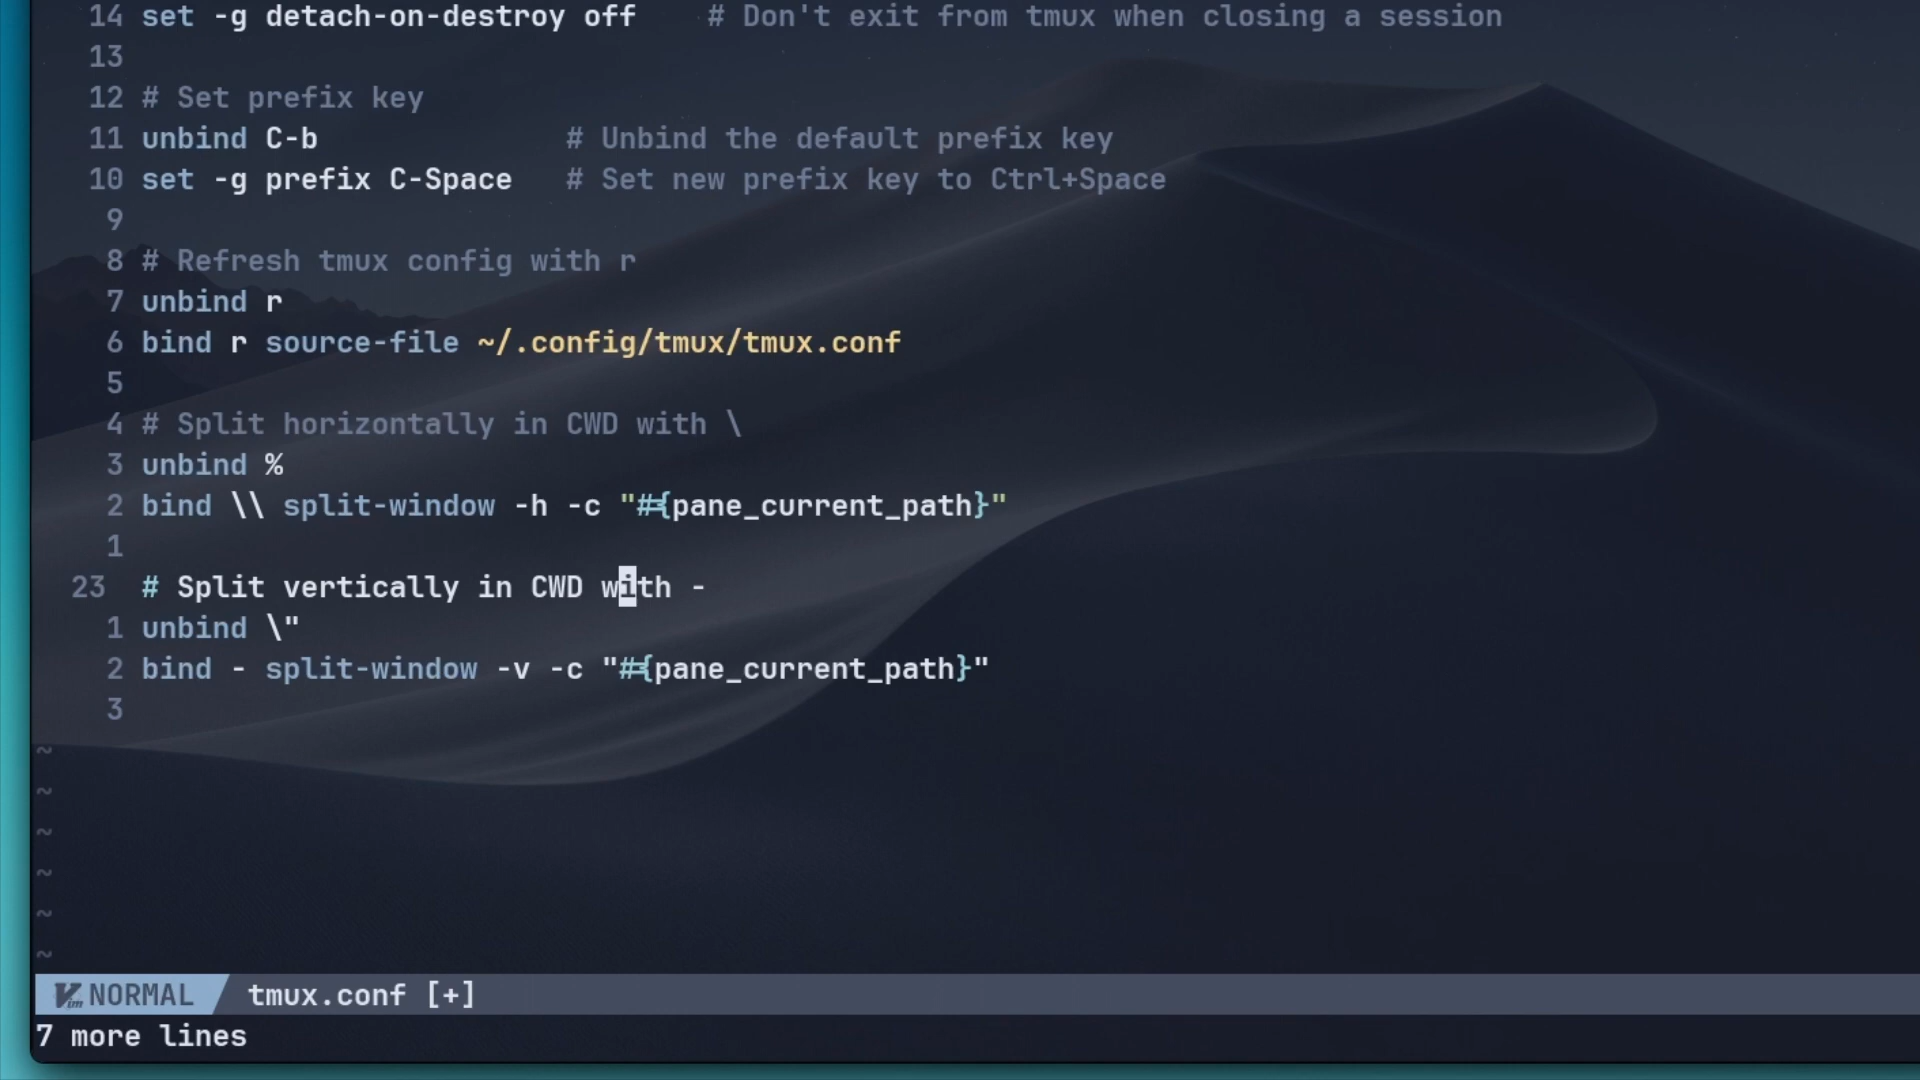 14 set -g detach-on-destroy off    # Don't exit from tmux when closing a session
13
12 # Set prefix key
11 unbind C-b              # Unbind the default prefix key
10 set -g prefix C-Space   # Set new prefix key to Ctrl+Space
9
8 # Refresh tmux config with r
7 unbind r
6 bind r source-file ~/.config/tmux/tmux.conf
5
4 # Split horizontally in CWD with \
3 unbind %
2 bind \\ split-window -h -c "#{pane_current_path}"
1
23 # Split vertically in CWD with -
1 unbind \"
2 bind - split-window -v -c "#{pane_current_path}"
3
~
~
~
~
~
~
NORMAL tmux.conf [+]
7 more lines